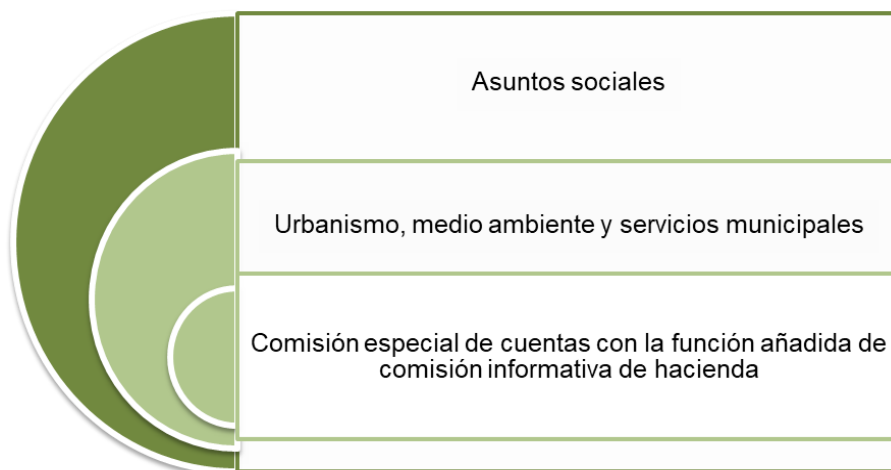 Asuntos sociales
Urbanismo, medio ambiente y servicios municipales
Comisión especial de cuentas con la función añadida de
comisión informativa de hacienda